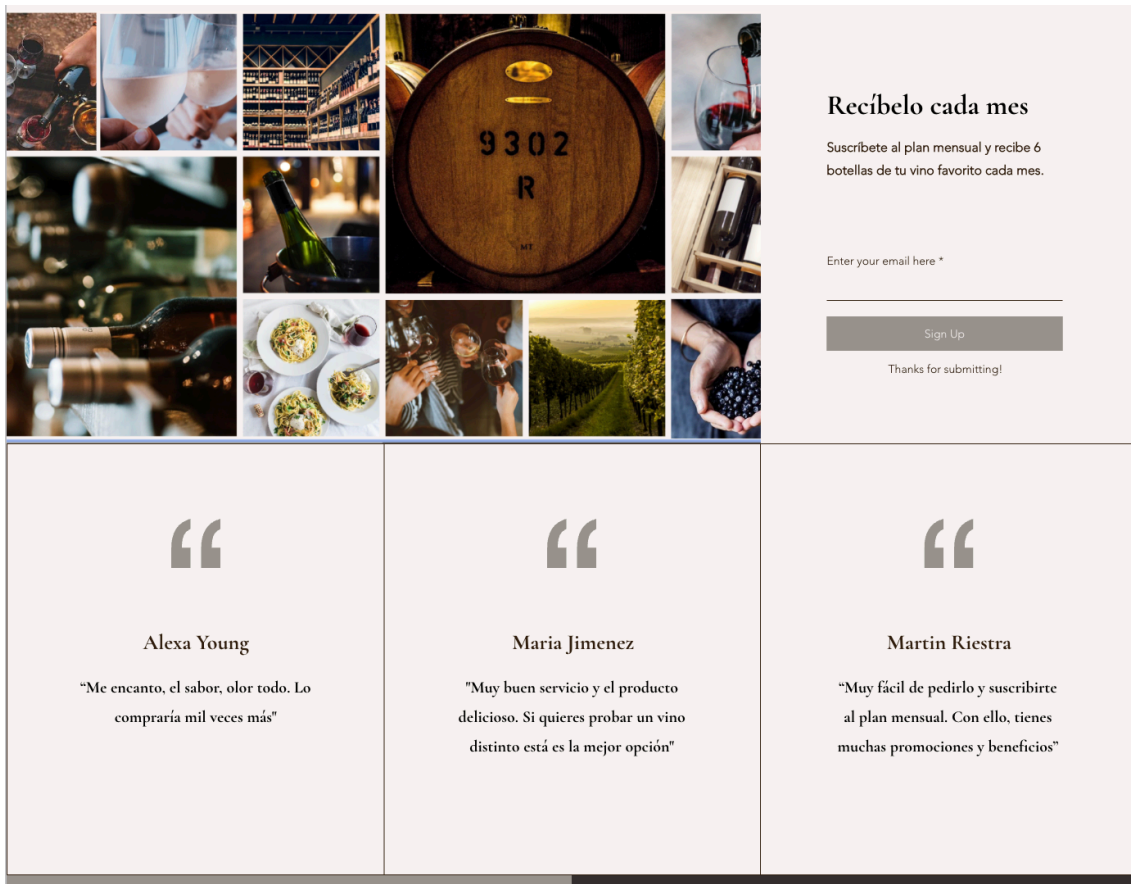 9302
R
MT
Recíbelo cada mes
Suscríbete al plan mensual y recibe 6
botellas de tu vino favorito cada mes.
Enter your email here *
Sign Up
Thanks for submitting!
Alexa Young
“Me encanto, el sabor, olor todo. Lo
compraría mil veces más"
Maria Jimenez
"Muy buen servicio y el producto
delicioso. Si quieres probar un vino
distinto está es la mejor opción"
Martin Riestra
“Muy fácil de pedirlo y suscribirte
al plan mensual. Con ello, tienes
muchas promociones y beneficios”